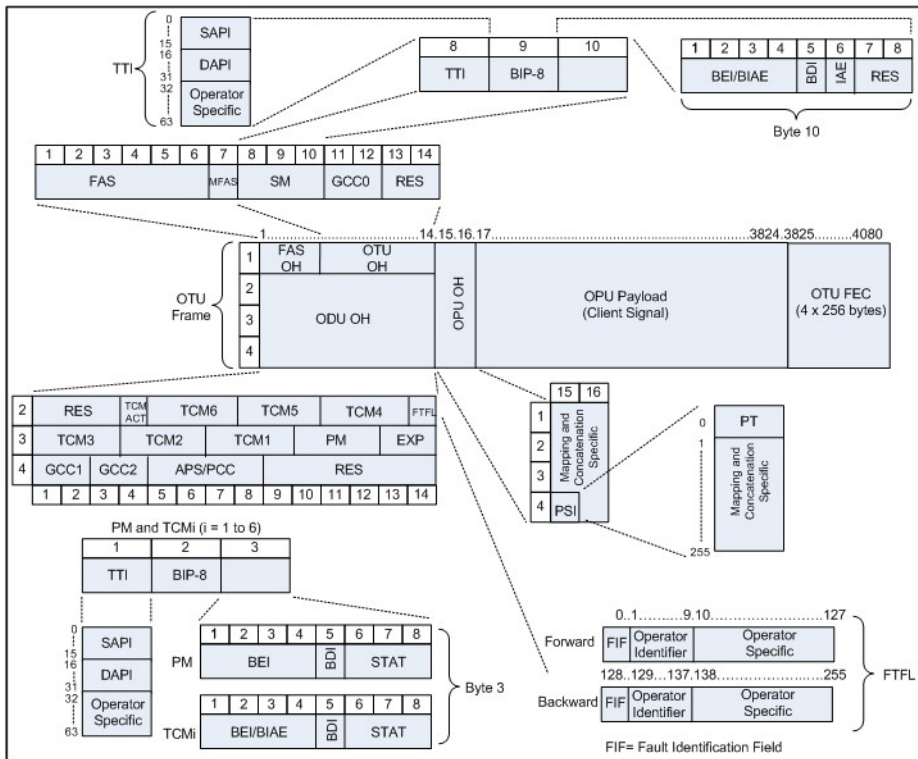 0
15
16
31
32
63
TTI
SAPI
DAPI
Operator
Specific
8 9 10
TTI BIP-8
1 2 3 4 5 6 7 8
BEI/BIAE BDI IAE RES
Byte 10
1 2 3 4 5 6 7 8 9 10 11 12 13 14
FAS MFAS SM GCC0 RES
1............................14.15.16.17............................3824.3825.........4080
OTU
Frame
1
2
3
4
FAS
OH
OTU
OH
ODU OH
OPU OH
OPU Payload
(Client Signal)
OTU FEC
(4 x 256 bytes)
2 RES TCM
ACT TCM6 TCM5 TCM4 FTFL
3 TCM3 TCM2 TCM1 PM EXP
4 GCC1 GCC2 APS/PCC RES
1 2 3 4 5 6 7 8 9 10 11 12 13 14
15 16
1
2
3
4
Mapping and
Concatenation
Specific
PSI
0
1
255
PT
Mapping and
Concatenation
Specific
PM and TCMi (i = 1 to 6)
1 2 3
TTI BIP-8
0
15
16
31
32
63
SAPI
DAPI
Operator
Specific
PM
1 2 3 4 5 6 7 8
BEI BDI STAT
TCMi
1 2 3 4 5 6 7 8
BEI/BIAE BDI STAT
Byte 3
0..1..........9.10......................127
Forward
FIF Operator
Identifier Operator
Specific
128..129...137.138......................255
Backward
FIF Operator
Identifier Operator
Specific
FTFL
FIF= Fault Identification Field